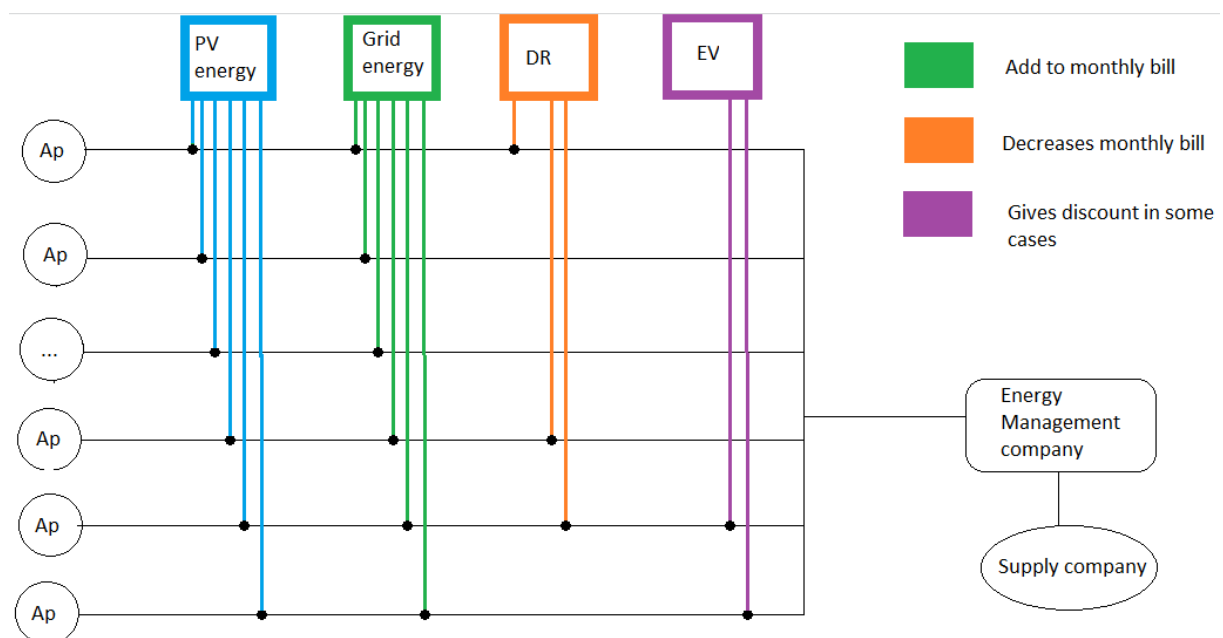 PV
energy
Grid
energy
DR
EV
Add to monthly bill
Decreases monthly bill
Gives discount in some
cases
Ap
Ap
...
Ap
Ap
Ap
Energy
Management
company
Supply company